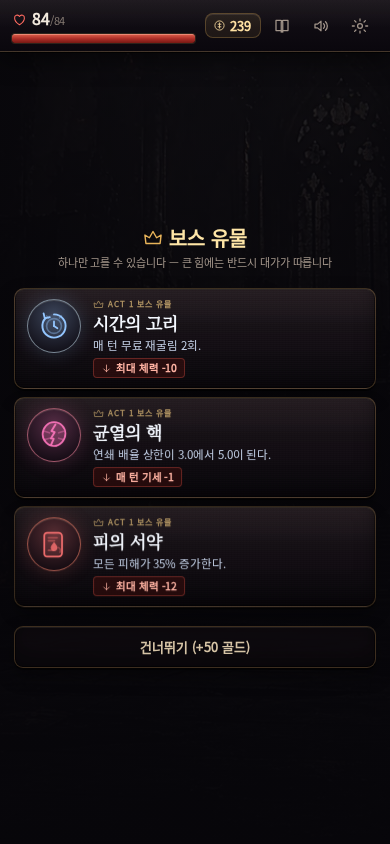 84/84
239
보스 유물
하나만 고를 수 있습니다 — 큰 힘에는 반드시 대가가 따릅니다
ACT 1 보스 유물
시간의 고리
매 턴 무료 재굴림 2회.
↓ 최대 체력 -10
ACT 1 보스 유물
균열의 핵
연쇄 배율 상한이 3.0에서 5.0이 된다.
↓ 매 턴 기세 -1
ACT 1 보스 유물
피의 서약
모든 피해가 35% 증가한다.
↓ 최대 체력 -12
건너뛰기 (+50 골드)